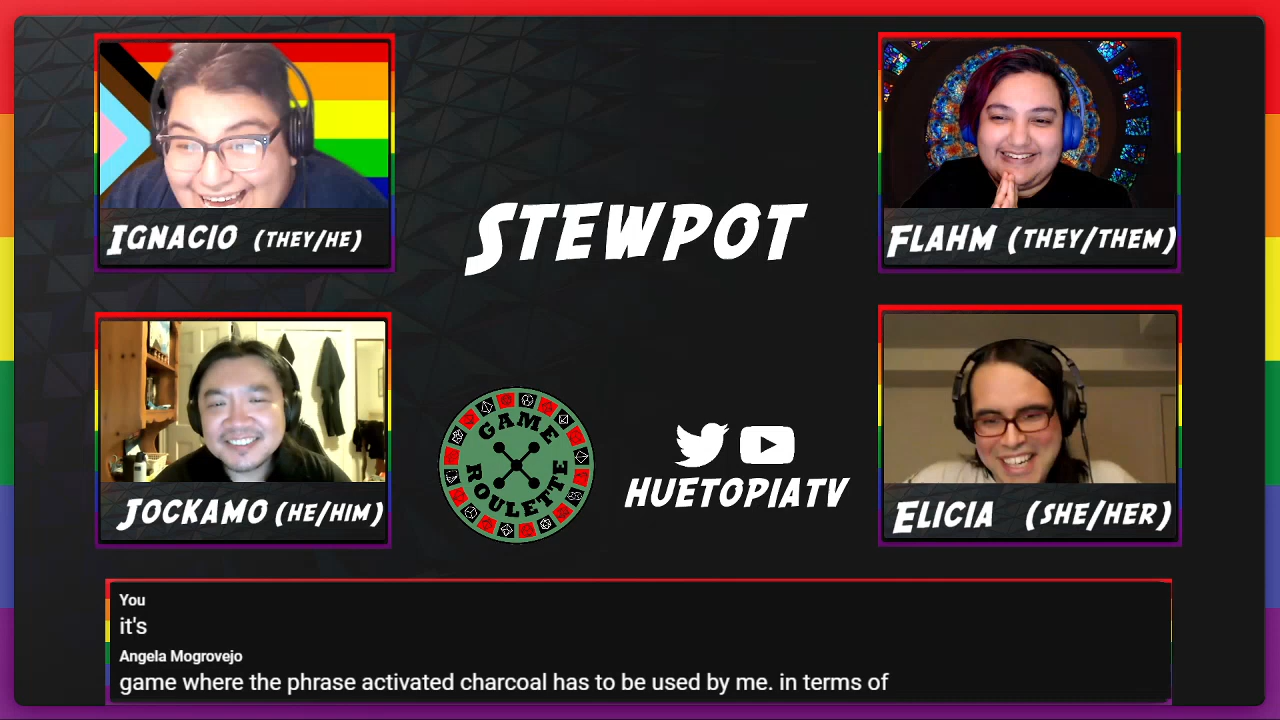 IGNACIO (THEY/HE)
STEWPOT
FLAHM (THEY/THEM)
JOCKAMO (HE/HIM)
GAME
ROULETTE
HUETOPIATV
ELICIA (SHE/HER)
You
it's
Angela Mogrovejo
game where the phrase activated charcoal has to be used by me. in terms of